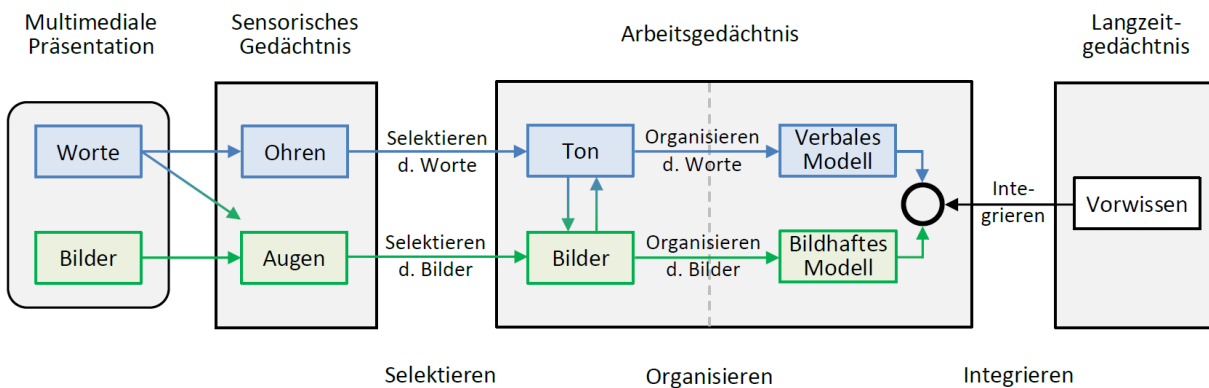 Multimediale
Präsentation
Sensorisches
Gedächtnis
Arbeitsgedächtnis
Langzeit-
gedächtnis
Worte
Ohren
Selektieren
d. Worte
Ton
Organisieren
d. Worte
Verbales
Modell
Inte-
grieren
Vorwissen
Bilder
Augen
Selektieren
d. Bilder
Bilder
Organisieren
d. Bilder
Bildhaftes
Modell
Selektieren
Organisieren
Integrieren